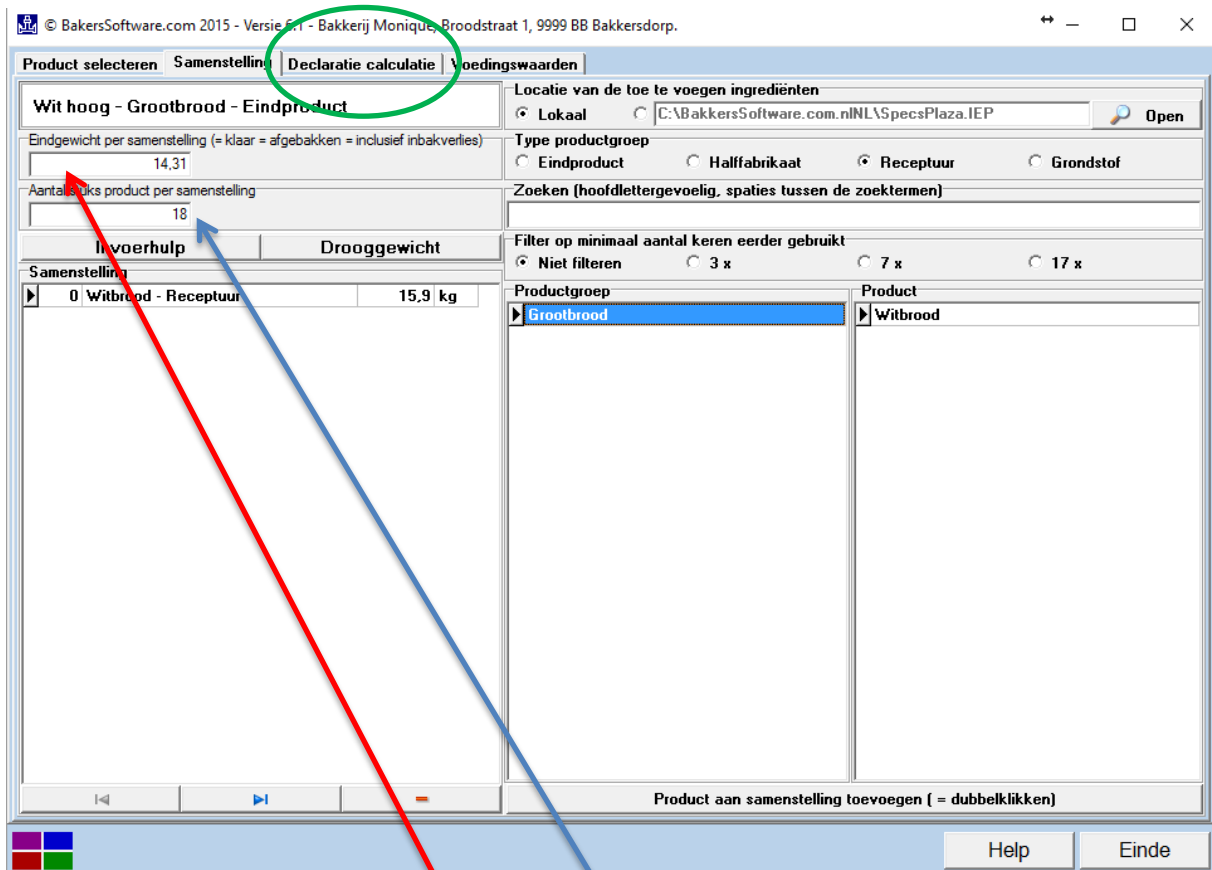 © BakersSoftware.com 2015 - Versie 6.1 - Bakkerij Monique, Broodstraat 1, 9999 BB Bakkersdorp.
Product selecteren Samenstelling Declaratie calculatie Voedingswaarden
Wit hoog - Grootbrood - Eindproduct
Eindgewicht per samenstelling (= klaar = afgebakken = inclusief inbakverlies)
14,31
Aantal stuks product per samenstelling
18
Invoerhulp Drooggewicht
Samenstelling
0 Witbrood - Receptuur 15,9 kg
Locatie van de toe te voegen ingrediënten
Lokaal C:\BakkersSoftware.com.nlNL\SpecsPlaza.IEP Open
Type productgroep
Eindproduct Halffabrikaat Receptuur Grondstof
Zoeken (hoofdlettergevoelig, spaties tussen de zoektermen)
Filter op minimaal aantal keren eerder gebruikt
Niet filteren 3 x 7 x 17 x
Productgroep Product
Grootbrood Witbrood
Product aan samenstelling toevoegen ( = dubbelklikken)
Help Einde